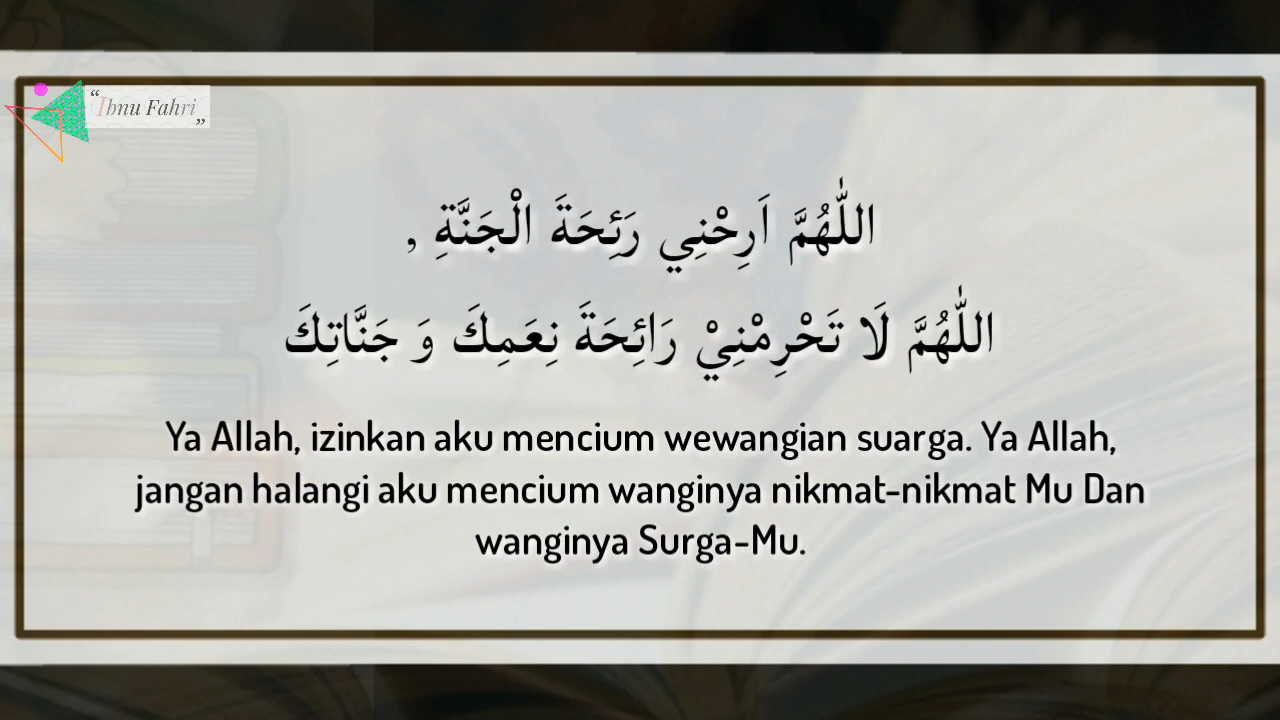 “Ibnu Fahri”
اللّٰهُمَّ اَرِحْنِي رَئِحَةَ الْجَنَّةِ ,
اللّٰهُمَّ لَا تَحْرِمْنِيْ رَائِحَةَ نِعَمِكَ وَ جَنَّاتِكَ
Ya Allah, izinkan aku mencium wewangian suarga. Ya Allah,
jangan halangi aku mencium wanginya nikmat-nikmat Mu Dan
wanginya Surga-Mu.